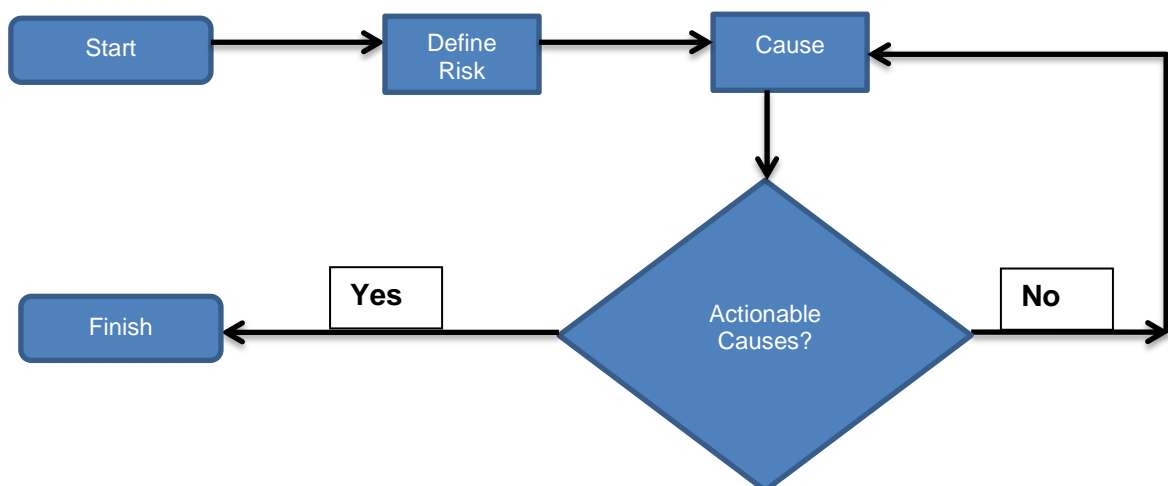 Start
Define
Risk
Cause
Actionable
Causes?
Yes
No
Finish